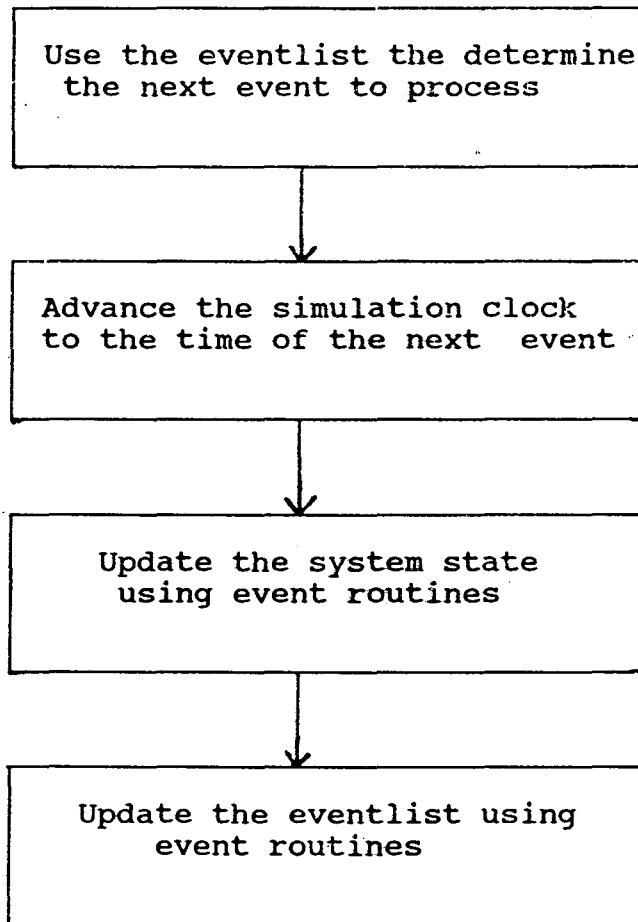 Use the eventlist the determine
the next event to process
Advance the simulation clock
to the time of the next event
Update the system state
using event routines
Update the eventlist using
event routines